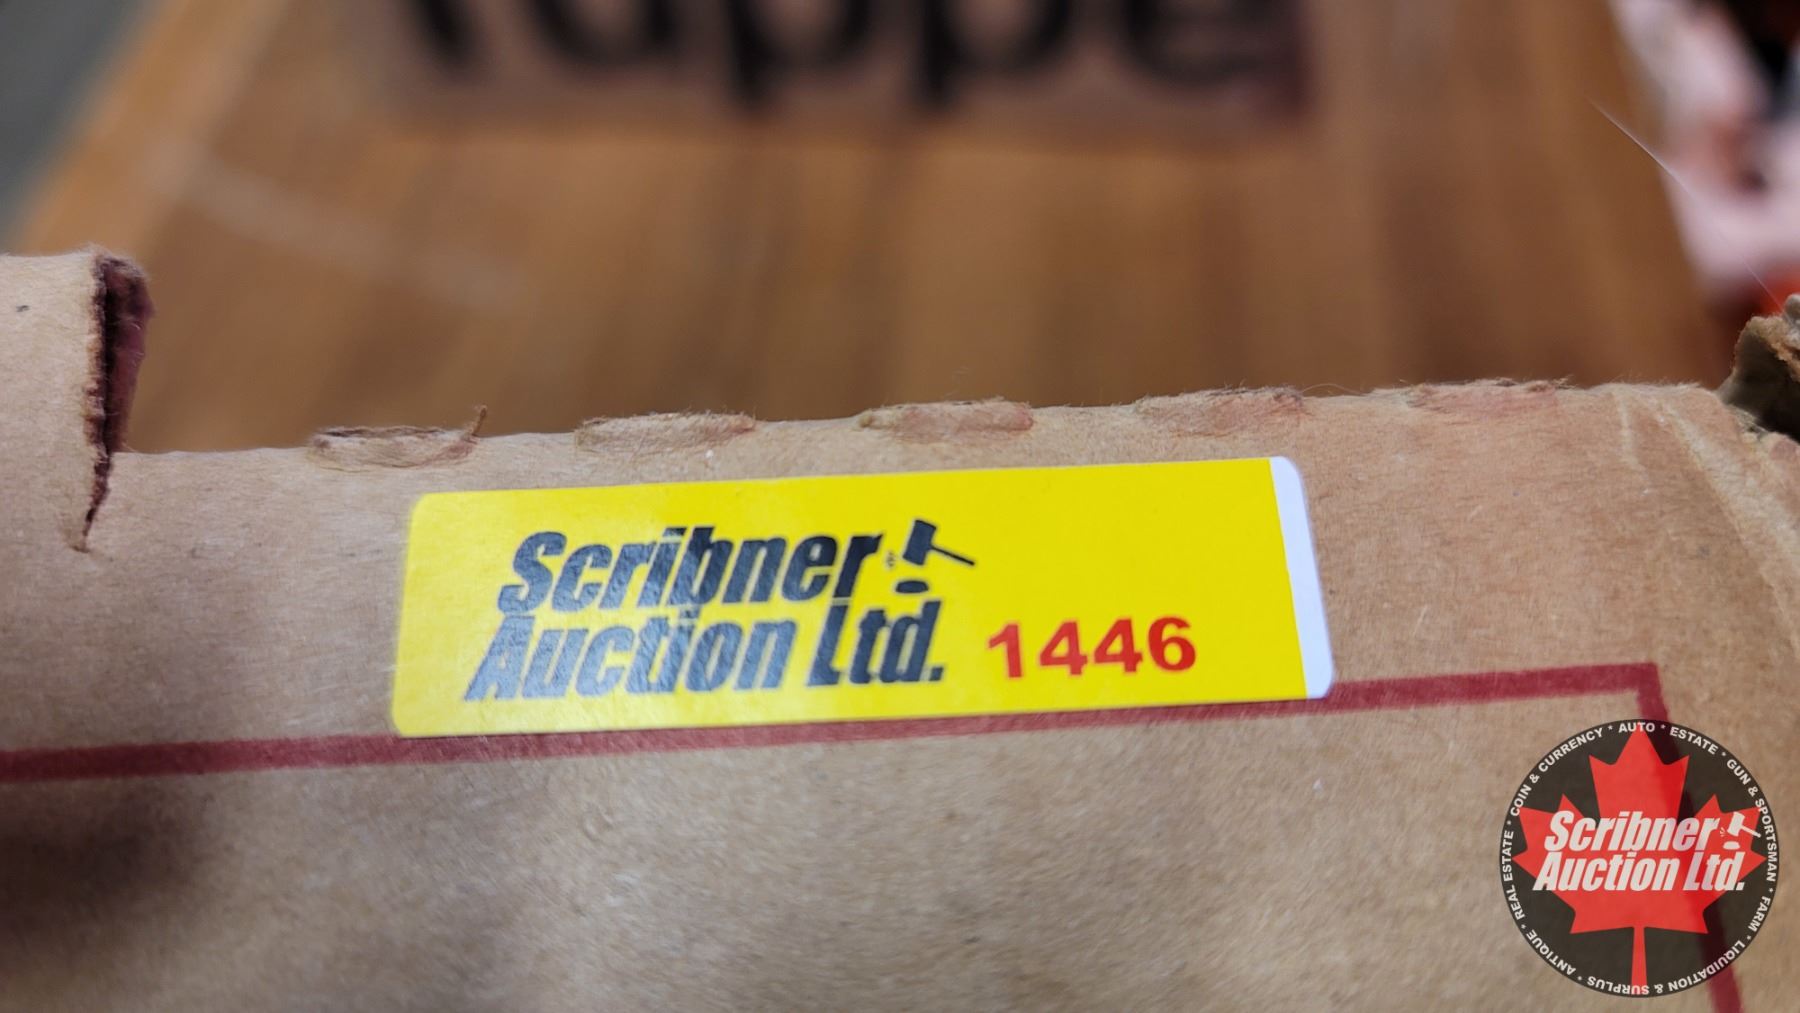 Scribner
Auction Ltd.
1446
COIN & CURRENCY * AUTO * ESTATE * GUN & SPORTSMAN * FARM * LIQUIDATION & SURPLUS * ANTIQUE * REAL ESTATE *
Scribner
Auction Ltd.